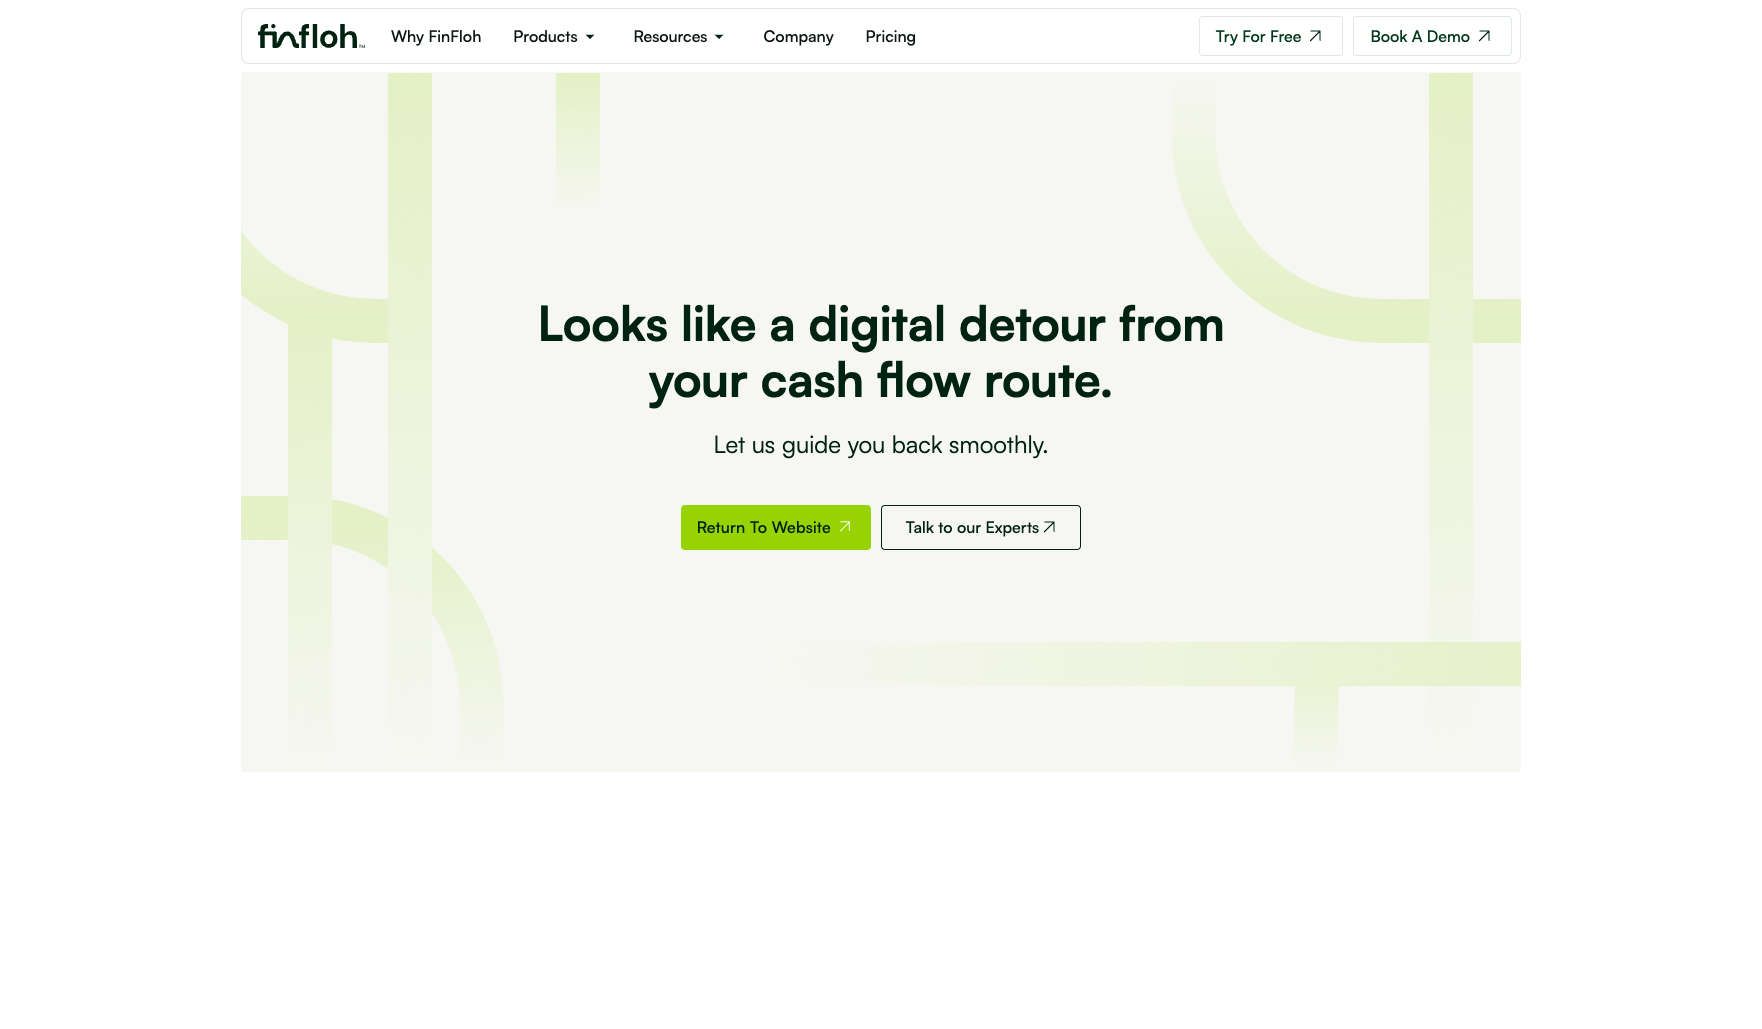 finfloh™ Why FinFloh Products Resources Company Pricing Try For Free Book A Demo
Looks like a digital detour from
your cash flow route.
Let us guide you back smoothly.
Return To Website Talk to our Experts